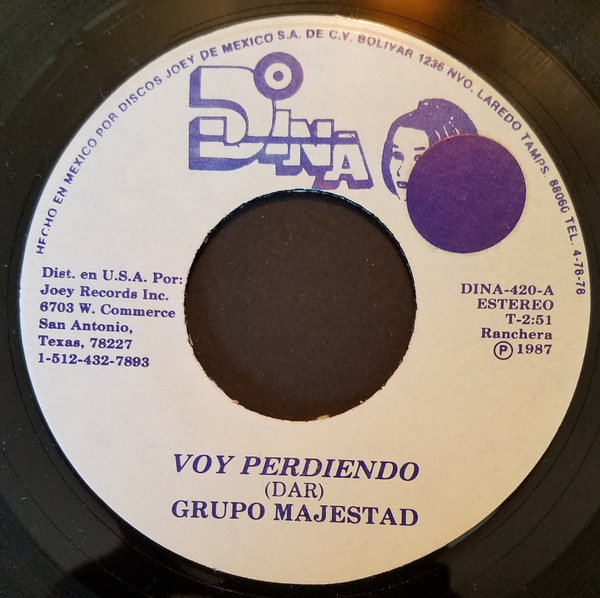 HECHO EN MEXICO POR DISCOS JOEY DE MEXICO S.A. DE C.V. BOLIVAR 1236 NVO. LAREDO TAMPS. 88060 TEL. 4-78-78
DINA
Dist. en U.S.A. Por:
Joey Records Inc.
6703 W. Commerce
San Antonio,
Texas, 78227
1-512-432-7893
DINA-420-A
ESTEREO
T-2:51
Ranchera
Ⓟ 1987
VOY PERDIENDO
(DAR)
GRUPO MAJESTAD